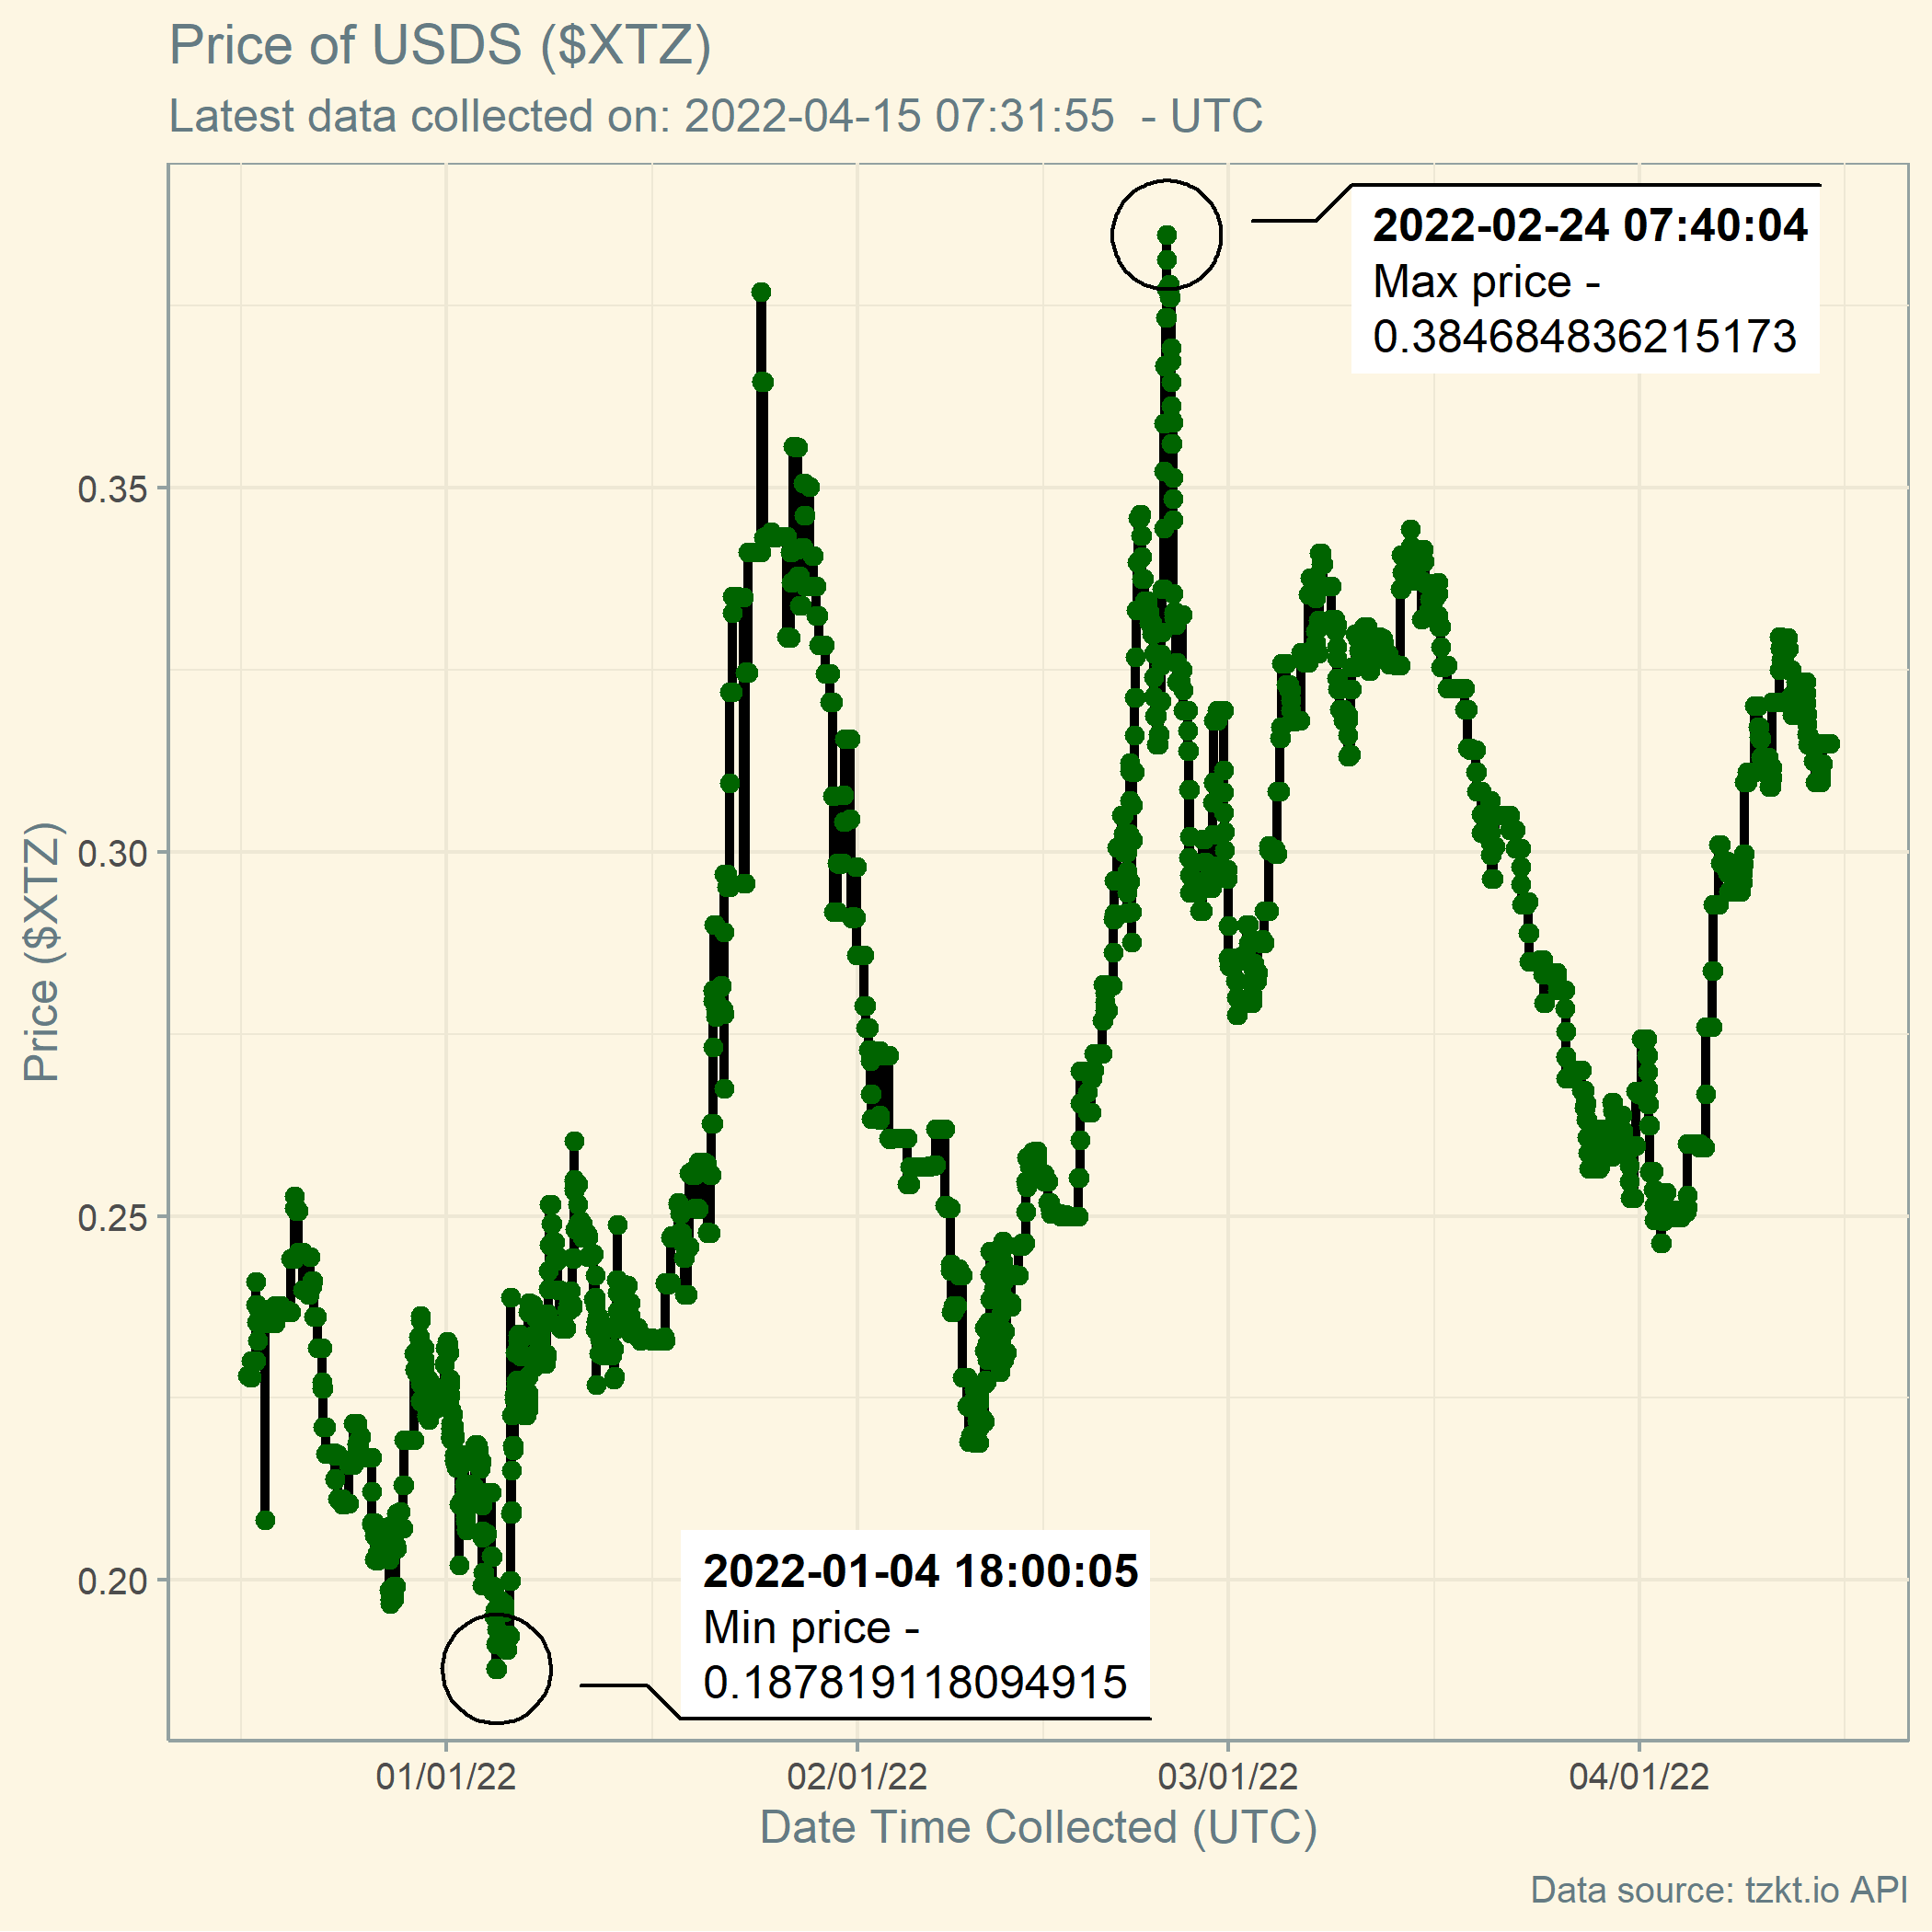 Price of USDS ($XTZ)
Latest data collected on: 2022-04-15 07:31:55  - UTC
2022-02-24 07:40:04
Max price -
0.384684836215173
0.35
0.30
0.25
0.20
Price ($XTZ)
2022-01-04 18:00:05
Min price -
0.187819118094915
01/01/22
02/01/22
03/01/22
04/01/22
Date Time Collected (UTC)
Data source: tzkt.io API